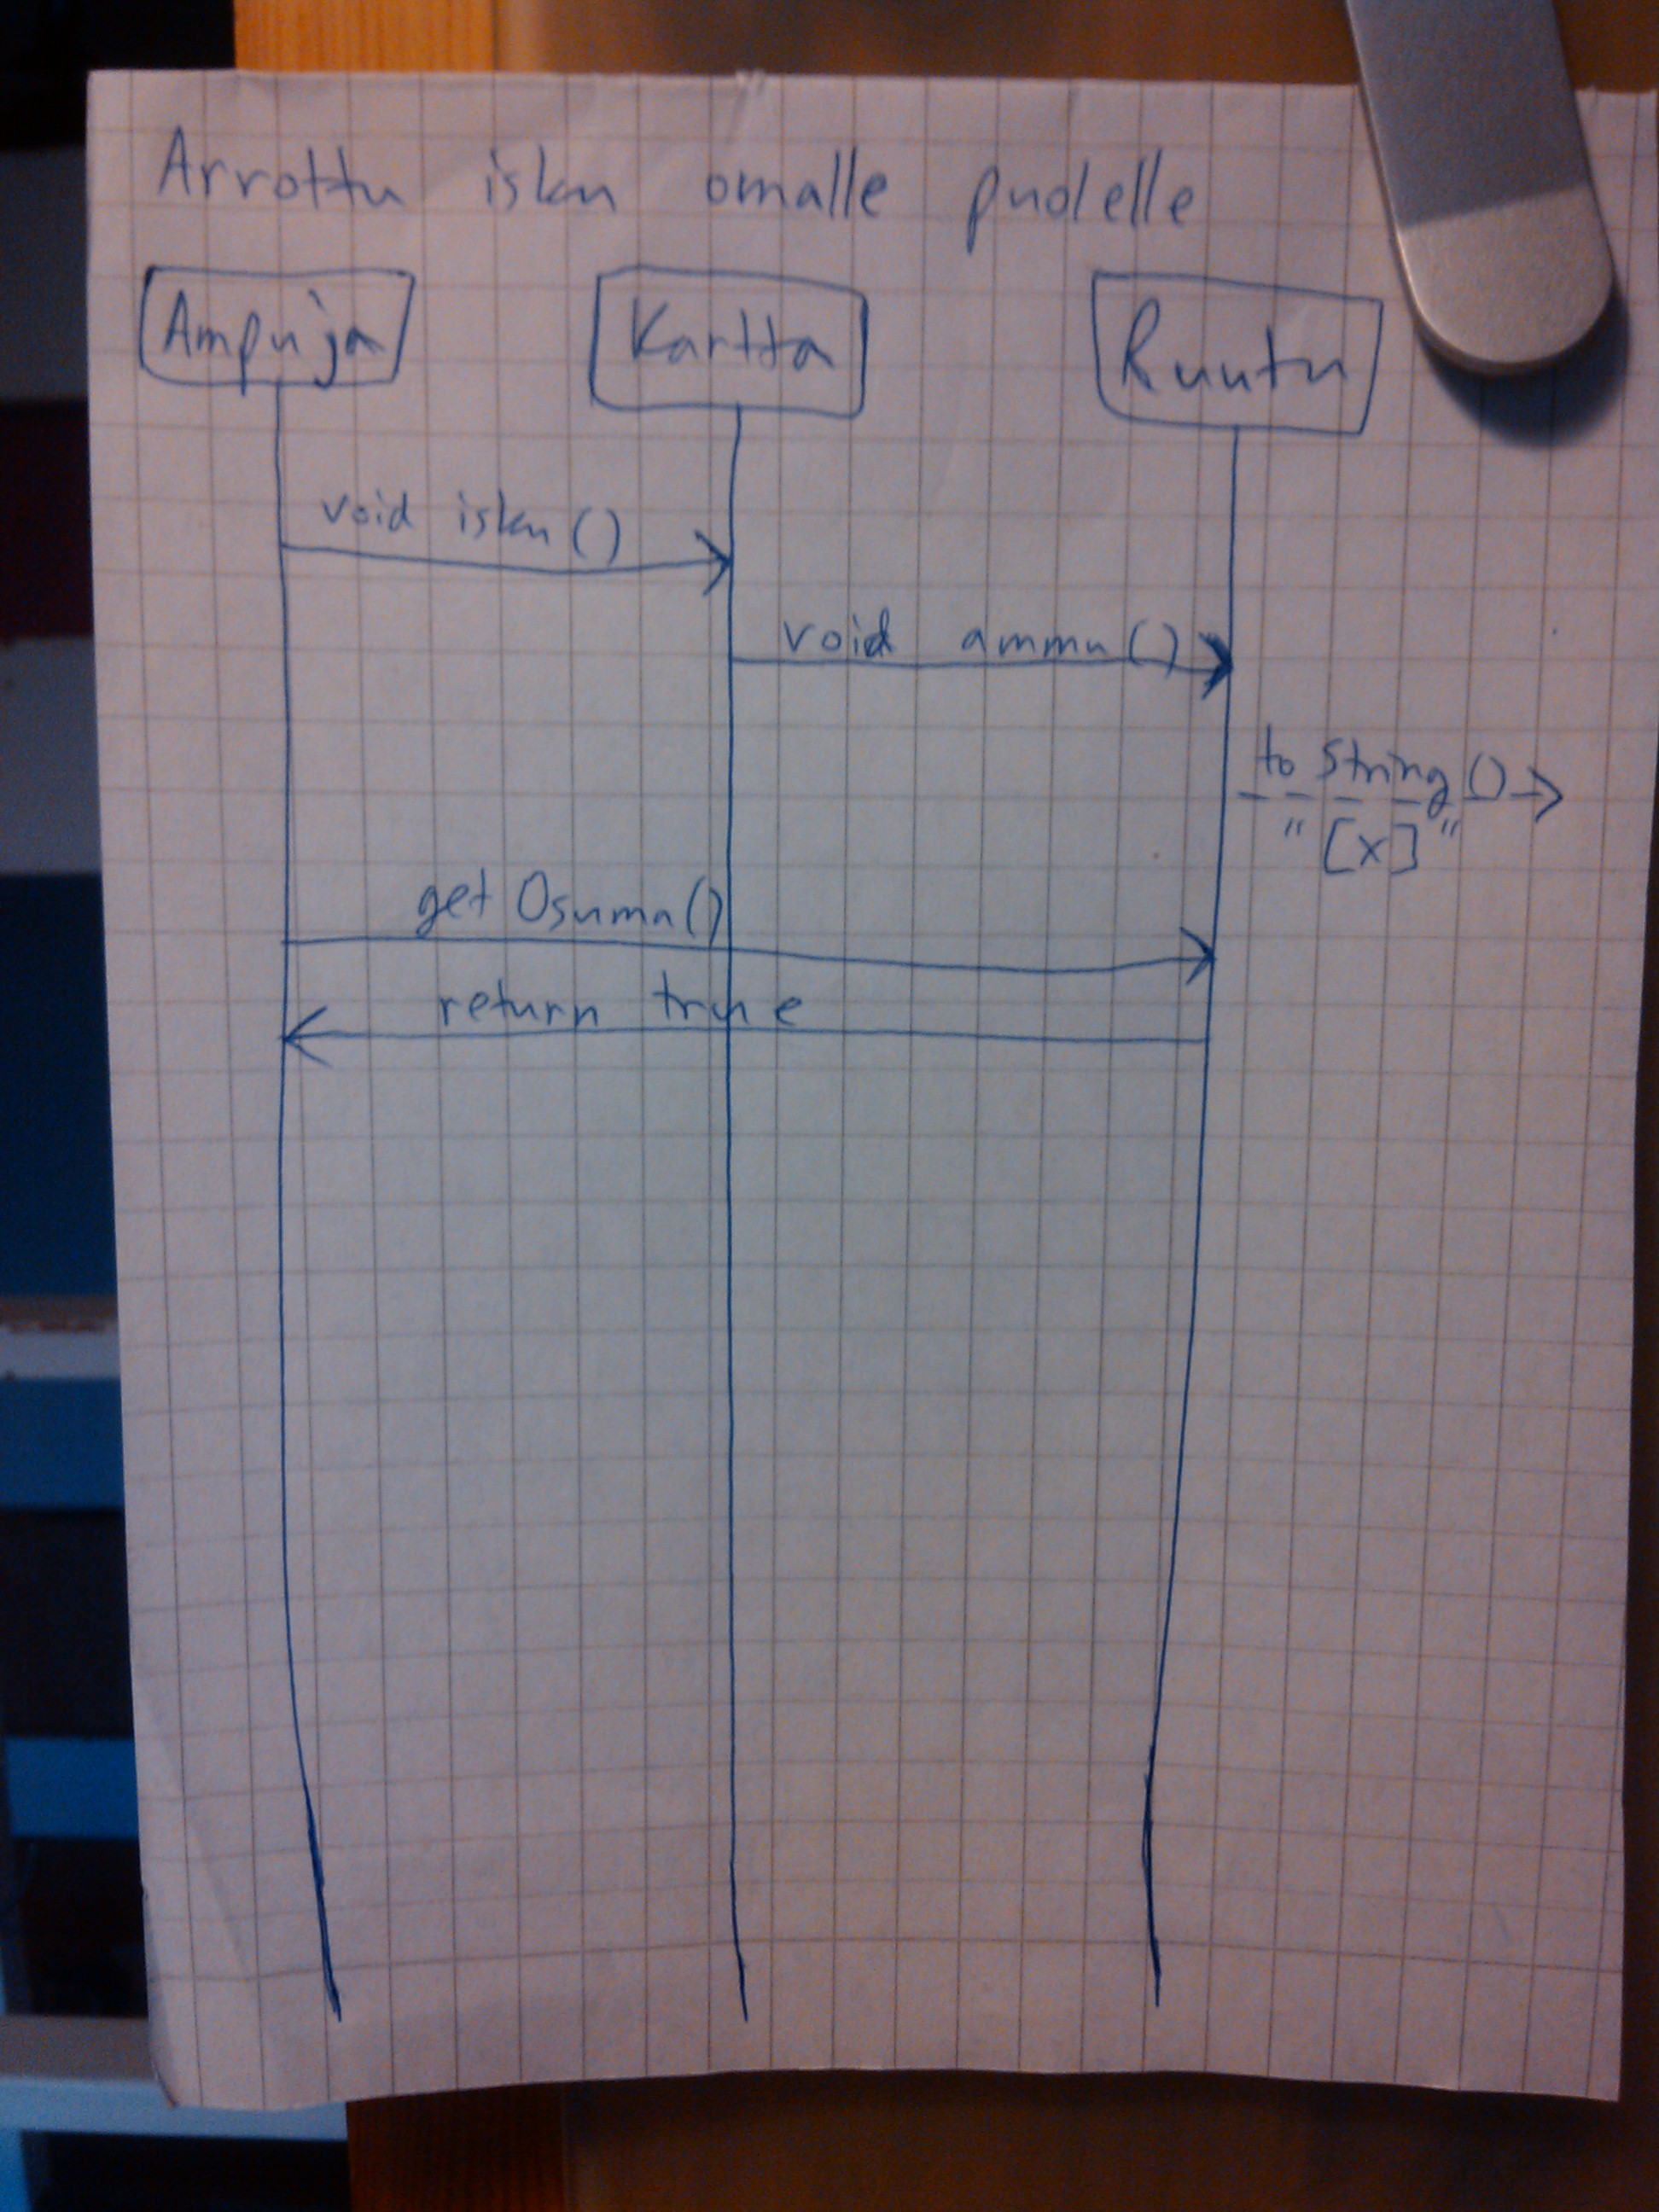 Arvottu isku omalle puolelle
Ampuja Kartta Ruutu
void isku()
void ammu()
toString()
"[x]"
getOsuma()
return true